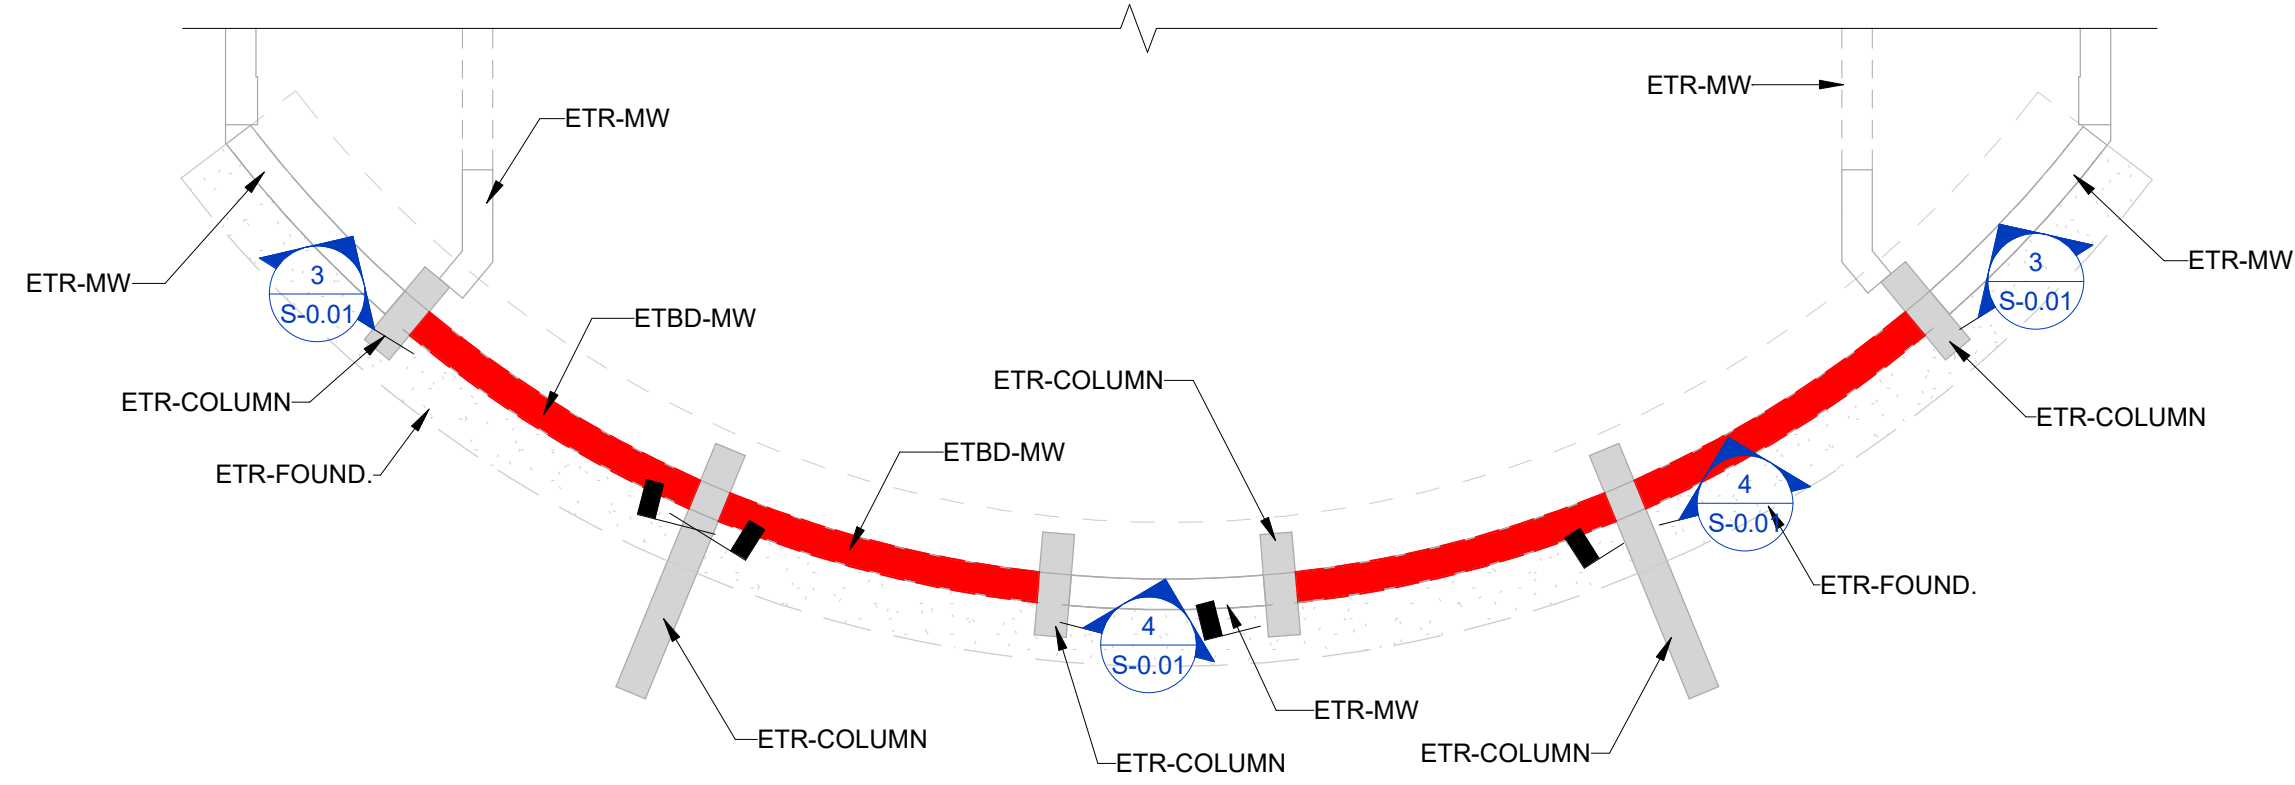 ETR-MW
ETR-MW
ETR-MW
ETR-MW
3
S-0.01
3
S-0.01
ETBD-MW
ETR-COLUMN
ETR-COLUMN
ETR-COLUMN
ETBD-MW
ETR-FOUND.
4
S-0.01
ETR-FOUND.
4
S-0.01
ETR-MW
ETR-COLUMN
ETR-COLUMN
ETR-COLUMN